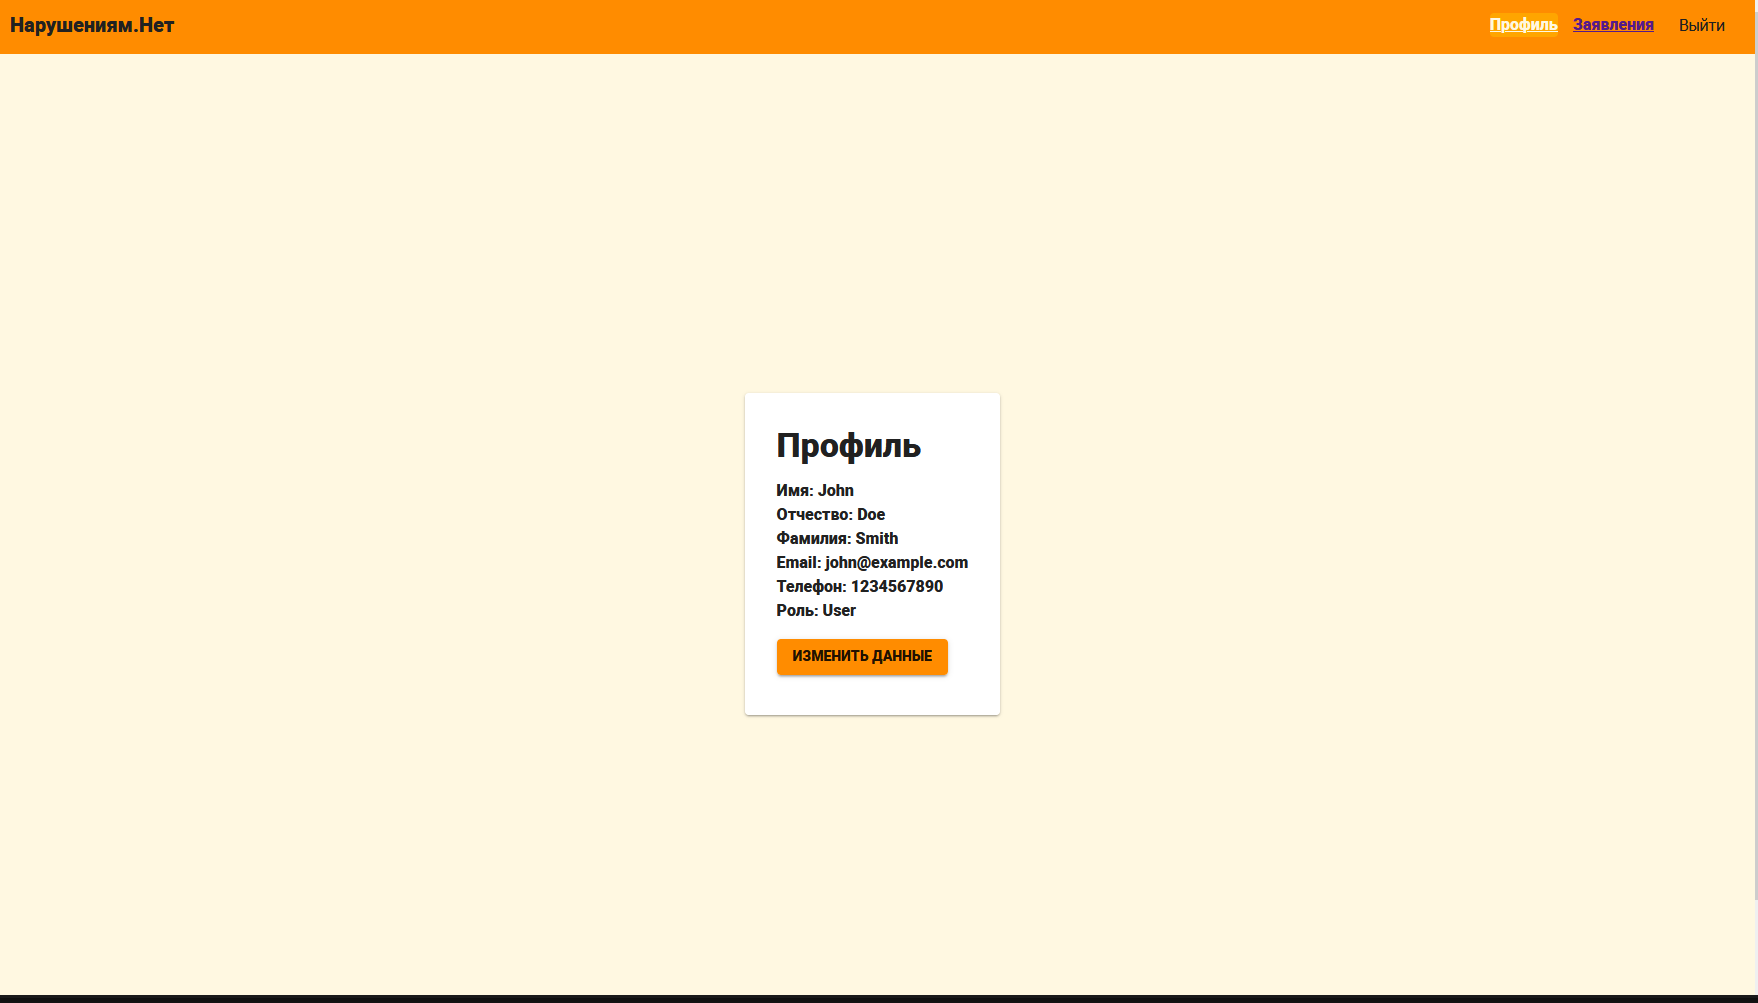 Нарушениям.Нет
Профиль Заявления Выйти
Профиль
Имя: John
Отчество: Doe
Фамилия: Smith
Email: john@example.com
Телефон: 1234567890
Роль: User
ИЗМЕНИТЬ ДАННЫЕ